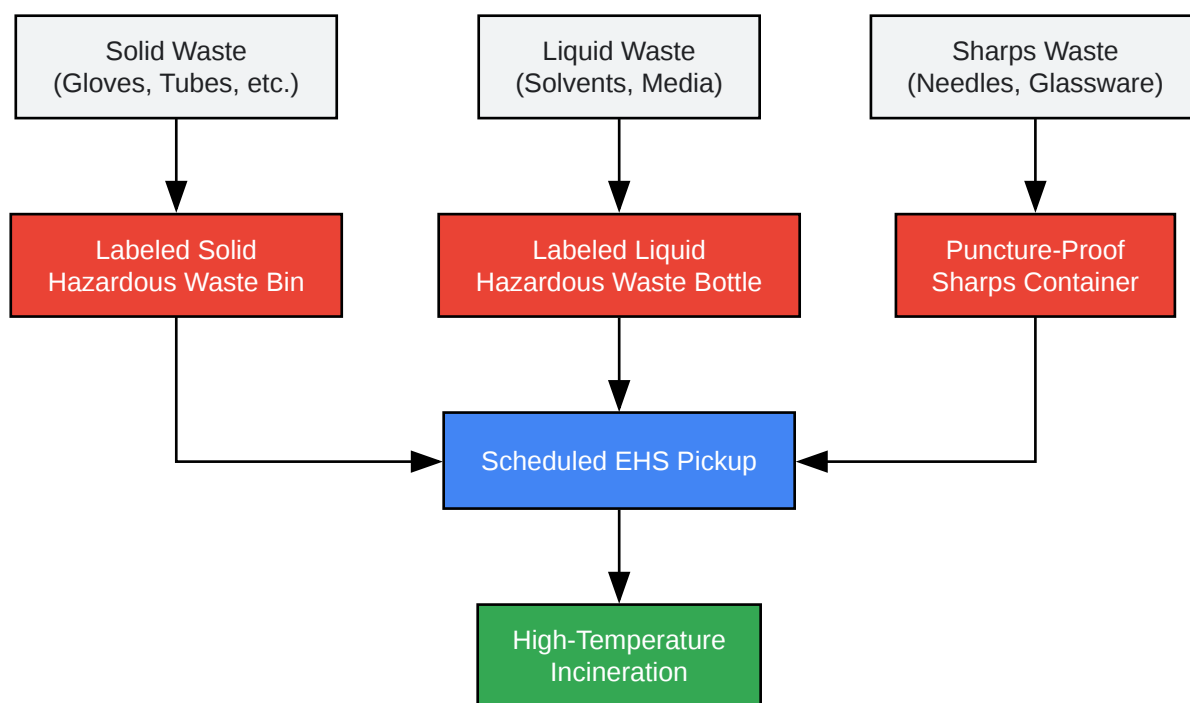 Solid Waste
(Gloves, Tubes, etc.)
Liquid Waste
(Solvents, Media)
Sharps Waste
(Needles, Glassware)
Labeled Solid
Hazardous Waste Bin
Labeled Liquid
Hazardous Waste Bottle
Puncture-Proof
Sharps Container
Scheduled EHS Pickup
High-Temperature
Incineration